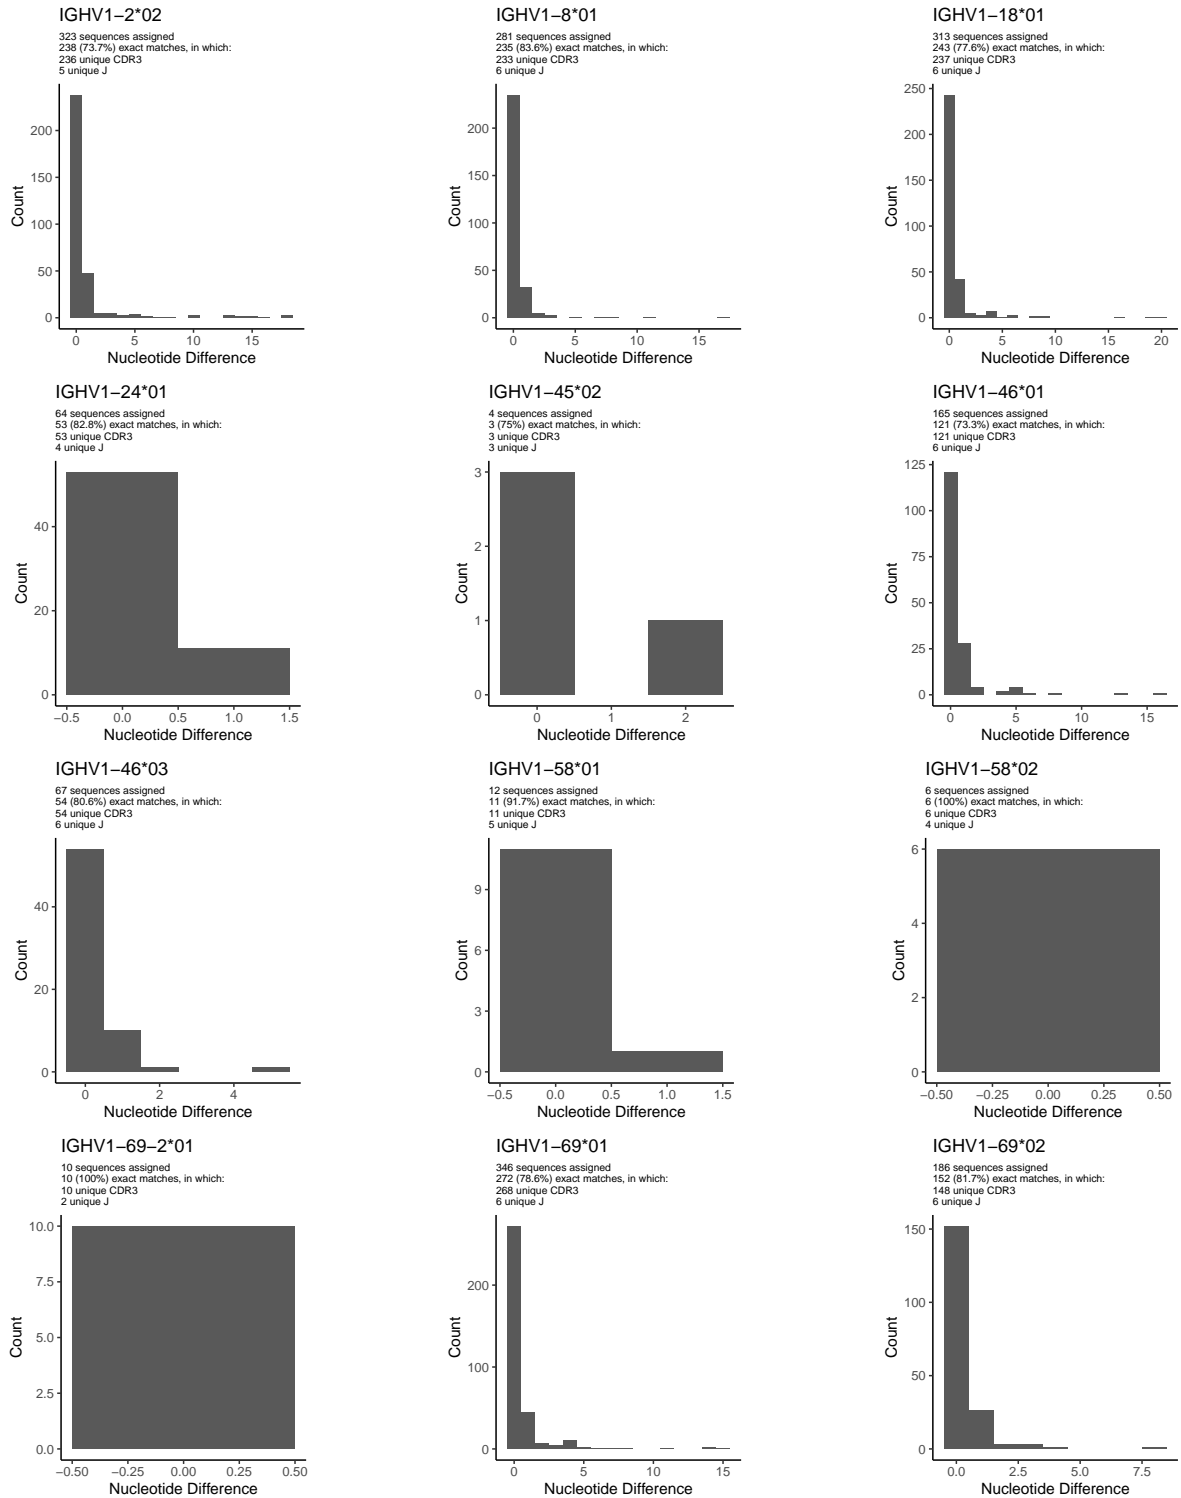 IGHV1−2*02
323 sequences assigned
238 (73.7%) exact matches, in which:
236 unique CDR3
5 unique J
200
150
100
50
0
Count
0 5 10 15
Nucleotide Difference
IGHV1−8*01
281 sequences assigned
235 (83.6%) exact matches, in which:
233 unique CDR3
6 unique J
200
150
100
50
0
Count
0 5 10 15
Nucleotide Difference
IGHV1−18*01
313 sequences assigned
243 (77.6%) exact matches, in which:
237 unique CDR3
6 unique J
250
200
150
100
50
0
Count
0 5 10 15 20
Nucleotide Difference
IGHV1−24*01
64 sequences assigned
53 (82.8%) exact matches, in which:
53 unique CDR3
4 unique J
40
20
0
Count
−0.5 0.0 0.5 1.0 1.5
Nucleotide Difference
IGHV1−45*02
4 sequences assigned
3 (75%) exact matches, in which:
3 unique CDR3
3 unique J
3
2
1
0
Count
0 1 2
Nucleotide Difference
IGHV1−46*01
165 sequences assigned
121 (73.3%) exact matches, in which:
121 unique CDR3
6 unique J
125
100
75
50
25
0
Count
0 5 10 15
Nucleotide Difference
IGHV1−46*03
67 sequences assigned
54 (80.6%) exact matches, in which:
54 unique CDR3
6 unique J
40
20
0
Count
0 2 4
Nucleotide Difference
IGHV1−58*01
12 sequences assigned
11 (91.7%) exact matches, in which:
11 unique CDR3
5 unique J
9
6
3
0
Count
−0.5 0.0 0.5 1.0 1.5
Nucleotide Difference
IGHV1−58*02
6 sequences assigned
6 (100%) exact matches, in which:
6 unique CDR3
4 unique J
6
4
2
0
Count
−0.50 −0.25 0.00 0.25 0.50
Nucleotide Difference
IGHV1−69−2*01
10 sequences assigned
10 (100%) exact matches, in which:
10 unique CDR3
2 unique J
10.0
7.5
5.0
2.5
0.0
Count
−0.50 −0.25 0.00 0.25 0.50
Nucleotide Difference
IGHV1−69*01
346 sequences assigned
272 (78.6%) exact matches, in which:
268 unique CDR3
6 unique J
200
100
0
Count
0 5 10 15
Nucleotide Difference
IGHV1−69*02
186 sequences assigned
152 (81.7%) exact matches, in which:
148 unique CDR3
6 unique J
150
100
50
0
Count
0.0 2.5 5.0 7.5
Nucleotide Difference